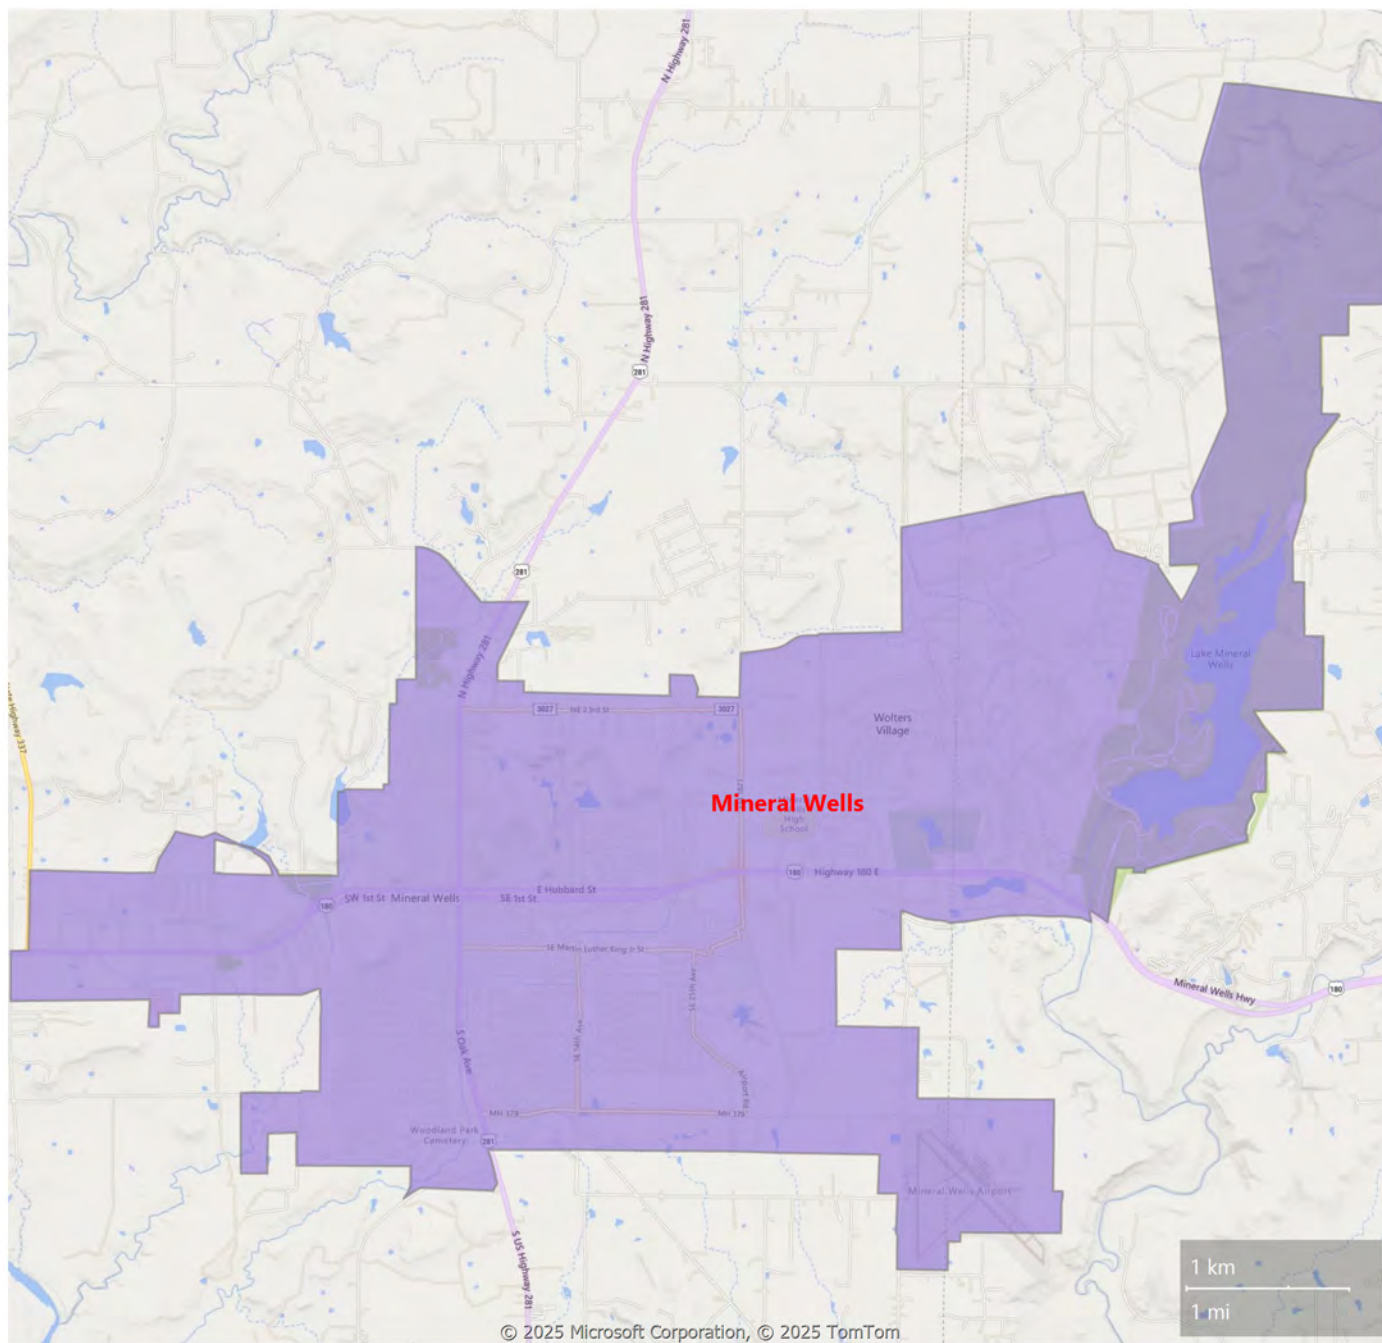 N Highway 281
N Highway 281
281
281
N Highway 281
Lake Mineral
Wells
3027
NE 23rd St
3027
Wolters
Village
Mineral Wells
High
School
180
Highway 180 E
E Hubbard St
180
SW 1st St
Mineral Wells
SE 1st St
SE Martin Luther King Jr St
SE 25th Ave
Mineral Wells Hwy
180
SE 14th Ave
S Oak Ave
Airport Rd
MH 379
MH 379
Woodland Park
Cemetery
281
Mineral Wells Airport
S US Highway 281
1 km
1 mi
© 2025 Microsoft Corporation, © 2025 TomTom